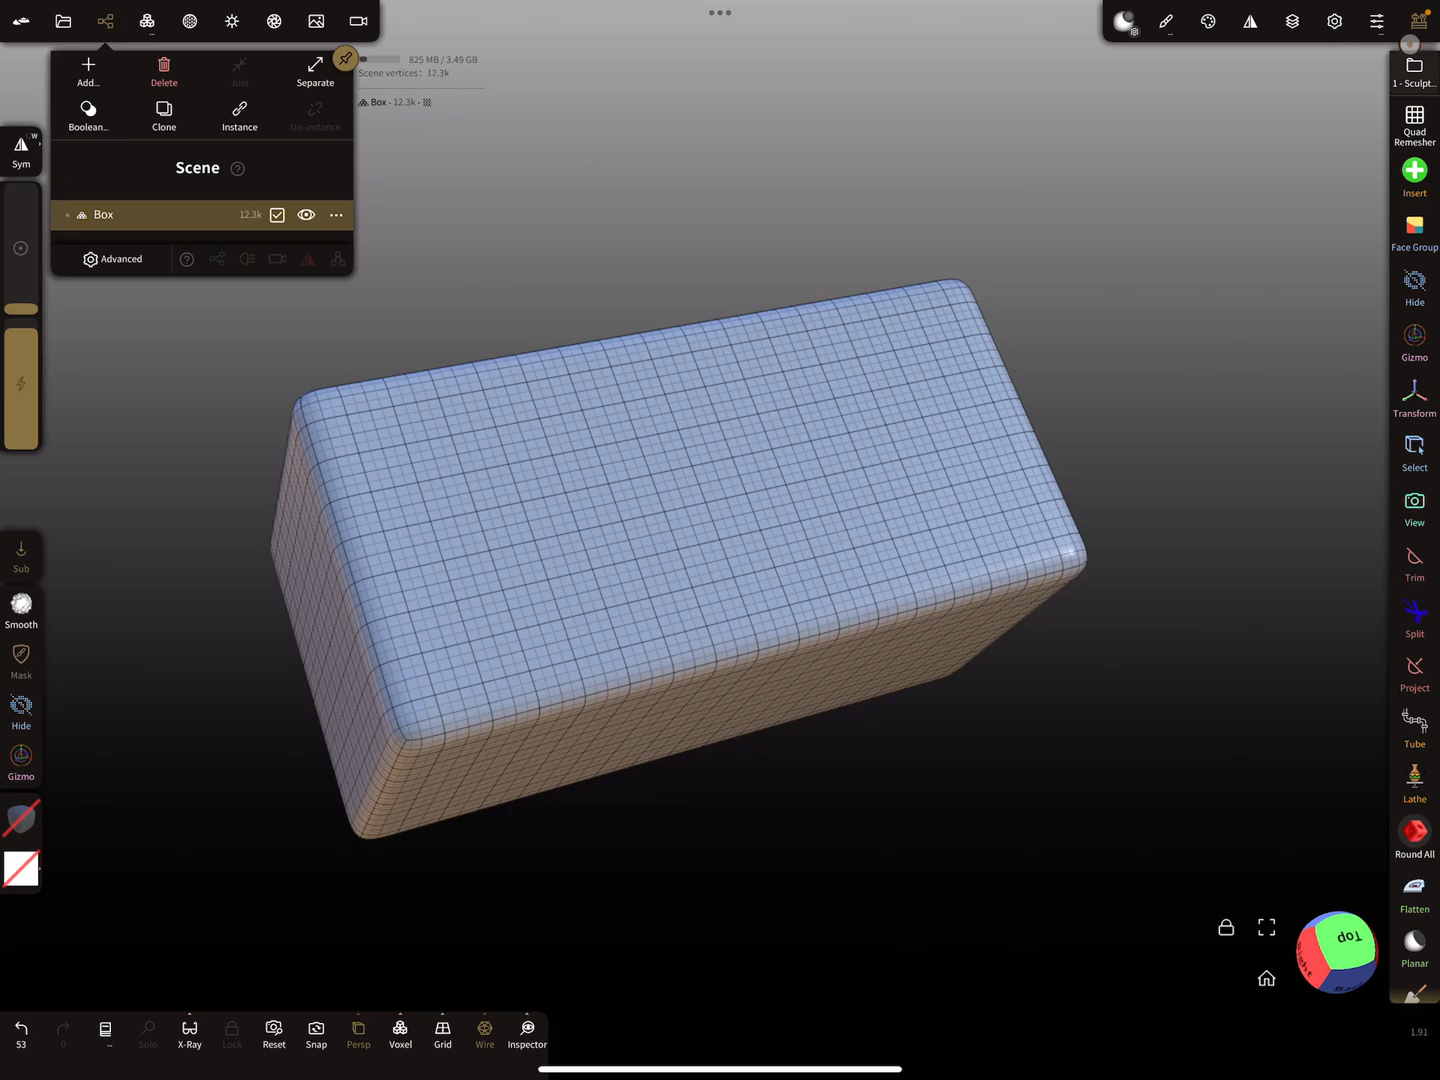 Add...
Delete
Join
Separate
Boolean...
Clone
Instance
Un-instance
Scene ?
Box 12.3k
Advanced
?
825 MB / 3.49 GB
Scene vertices: 12.3k
Box · 12.3k ·
W
Sym
Sub
Smooth
Mask
Hide
Gizmo
1 - Sculpt...
Quad
Remesher
Insert
Face Group
Hide
Gizmo
Transform
Select
View
Trim
Split
Project
Tube
Lathe
Round All
Flatten
Planar
Top
Right
Back
53
0
...
Solo
X-Ray
Lock
Reset
Snap
Persp
Voxel
Grid
Wire
Inspector
1.91